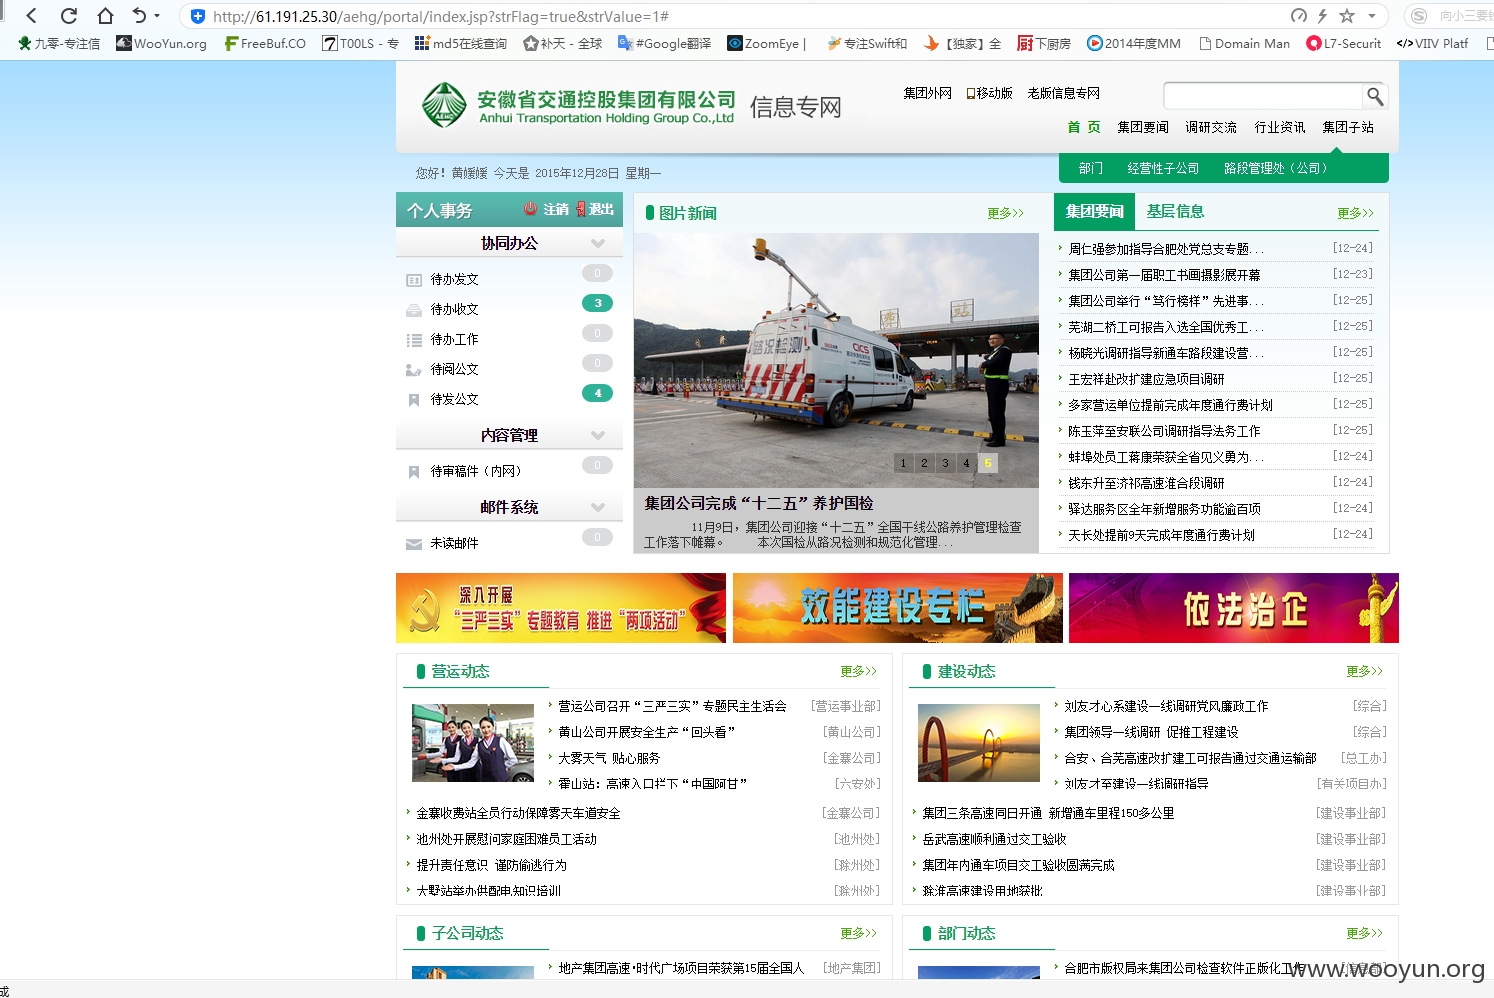 http://61.191.25.30/aehg/portal/index.jsp?strFlag=true&strValue=1#
向小三要钱
九零-专注信 WooYun.org FreeBuf.CO T00LS - 专 md5在线查询 补天 - 全球 #Google翻译 ZoomEye | 专注Swift和 【独家】全 下厨房 2014年度MM Domain Man L7-Securit VIIV Platf
安徽省交通控股集团有限公司 信息专网
Anhui Transportation Holding Group Co.,Ltd
AEHG
集团外网 移动版 老版信息专网
首 页 集团要闻 调研交流 行业资讯 集团子站
部门 经营性子公司 路段管理处（公司）
您好！黄媛媛 今天是 2015年12月28日 星期一
个人事务 注销 退出
协同办公
待办发文 0
待办收文 3
待办工作 0
待阅公文 0
待发公文 4
内容管理
待审稿件（内网） 0
邮件系统
未读邮件 0
图片新闻 更多>>
路况检测
CiCS
1 2 3 4 5
集团公司完成“十二五”养护国检
11月9日，集团公司迎接“十二五”全国干线公路养护管理检查
工作落下帷幕。 本次国检从路况检测和规范化管理...
集团要闻 基层信息 更多>>
周仁强参加指导合肥处党总支专题... [12-24]
集团公司第一届职工书画摄影展开幕 [12-23]
集团公司举行“笃行榜样”先进事... [12-25]
芜湖二桥工可报告入选全国优秀工... [12-25]
杨晓光调研指导新通车路段建设营... [12-25]
王宏祥赴改扩建应急项目调研 [12-25]
多家营运单位提前完成年度通行费计划 [12-25]
陈玉萍至安联公司调研指导法务工作 [12-25]
蚌埠处员工蒋康荣获全省见义勇为... [12-24]
钱东升至济祁高速淮合段调研 [12-24]
驿达服务区全年新增服务功能逾百项 [12-24]
天长处提前9天完成年度通行费计划 [12-24]
深入开展
“三严三实”专题教育 推进“两项活动”
效能建设专栏
依法治企
营运动态 更多>>
营运公司召开“三严三实”专题民主生活会 [营运事业部]
黄山公司开展安全生产“回头看” [黄山公司]
大雾天气 贴心服务 [金寨公司]
霍山站：高速入口拦下“中国阿甘” [六安处]
金寨收费站全员行动保障雾天车道安全 [金寨公司]
池州处开展慰问家庭困难员工活动 [池州处]
提升责任意识 谨防偷逃行为 [滁州处]
大墅站举办供配电知识培训 [滁州处]
建设动态 更多>>
刘友才心系建设一线调研党风廉政工作 [综合]
集团领导一线调研 促推工程建设 [综合]
合安、合芜高速改扩建工可报告通过交通运输部 [总工办]
刘友才至建设一线调研指导 [有关项目办]
集团三条高速同日开通 新增通车里程150多公里 [建设事业部]
岳武高速顺利通过交工验收 [建设事业部]
集团年内通车项目交工验收圆满完成 [建设事业部]
滁淮高速建设用地获批 [建设事业部]
子公司动态 更多>>
地产集团高速·时代广场项目荣获第15届全国人 [地产集团]
部门动态 更多>>
合肥市版权局来集团公司检查软件正版化工作 [信息部]
www.wooyun.org
成